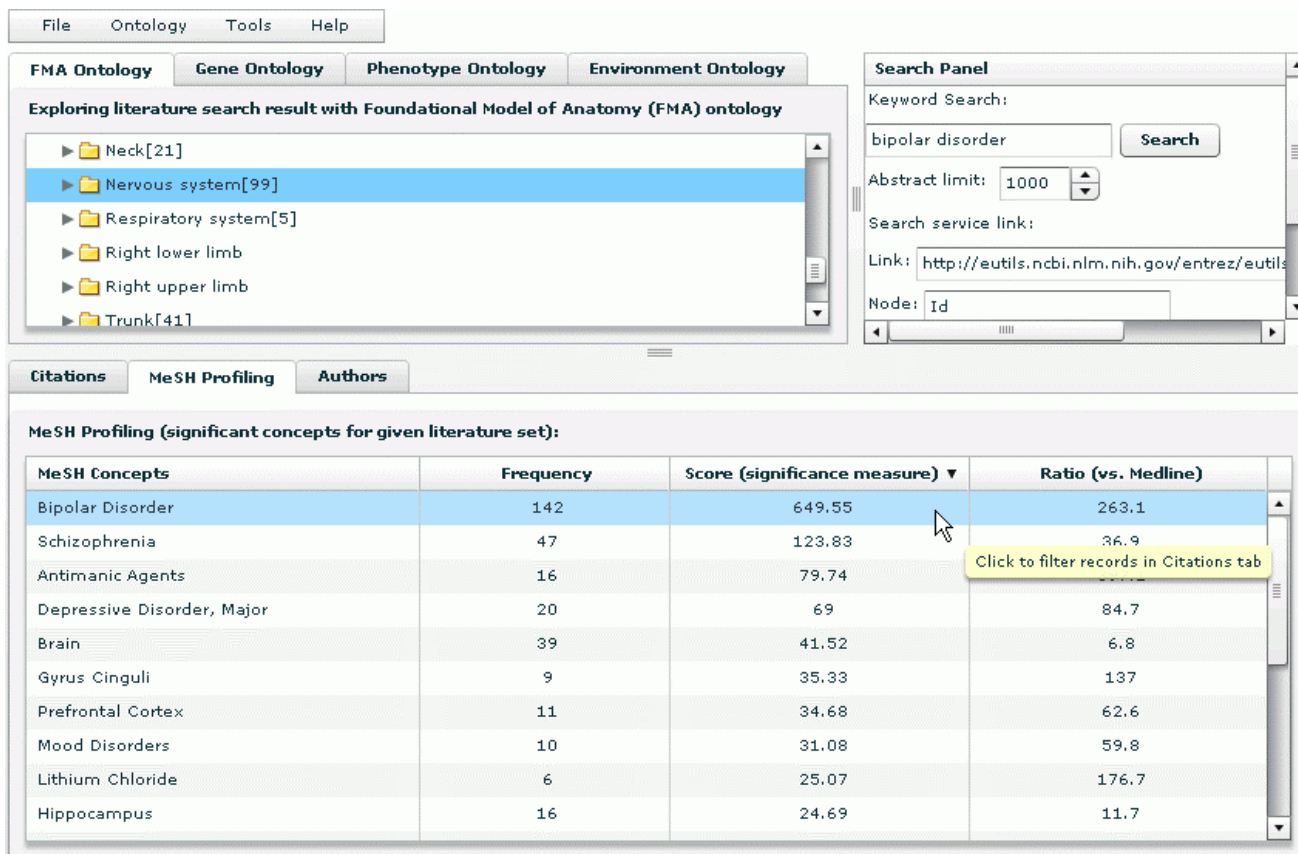 File Ontology Tools Help
FMA Ontology Gene Ontology Phenotype Ontology Environment Ontology
Exploring literature search result with Foundational Model of Anatomy (FMA) ontology
Neck[21]
Nervous system[99]
Respiratory system[5]
Right lower limb
Right upper limb
Trunk[41]
Search Panel
Keyword Search:
bipolar disorder Search
Abstract limit: 1000
Search service link:
Link: http://eutils.ncbi.nlm.nih.gov/entrez/eutils
Node: Id
Citations MeSH Profiling Authors
MeSH Profiling (significant concepts for given literature set):
MeSH Concepts Frequency Score (significance measure) ▼ Ratio (vs. Medline)
Bipolar Disorder 142 649.55 263.1
Schizophrenia 47 123.83 36.9
Click to filter records in Citations tab
Antimanic Agents 16 79.74
Depressive Disorder, Major 20 69 84.7
Brain 39 41.52 6.8
Gyrus Cinguli 9 35.33 137
Prefrontal Cortex 11 34.68 62.6
Mood Disorders 10 31.08 59.8
Lithium Chloride 6 25.07 176.7
Hippocampus 16 24.69 11.7